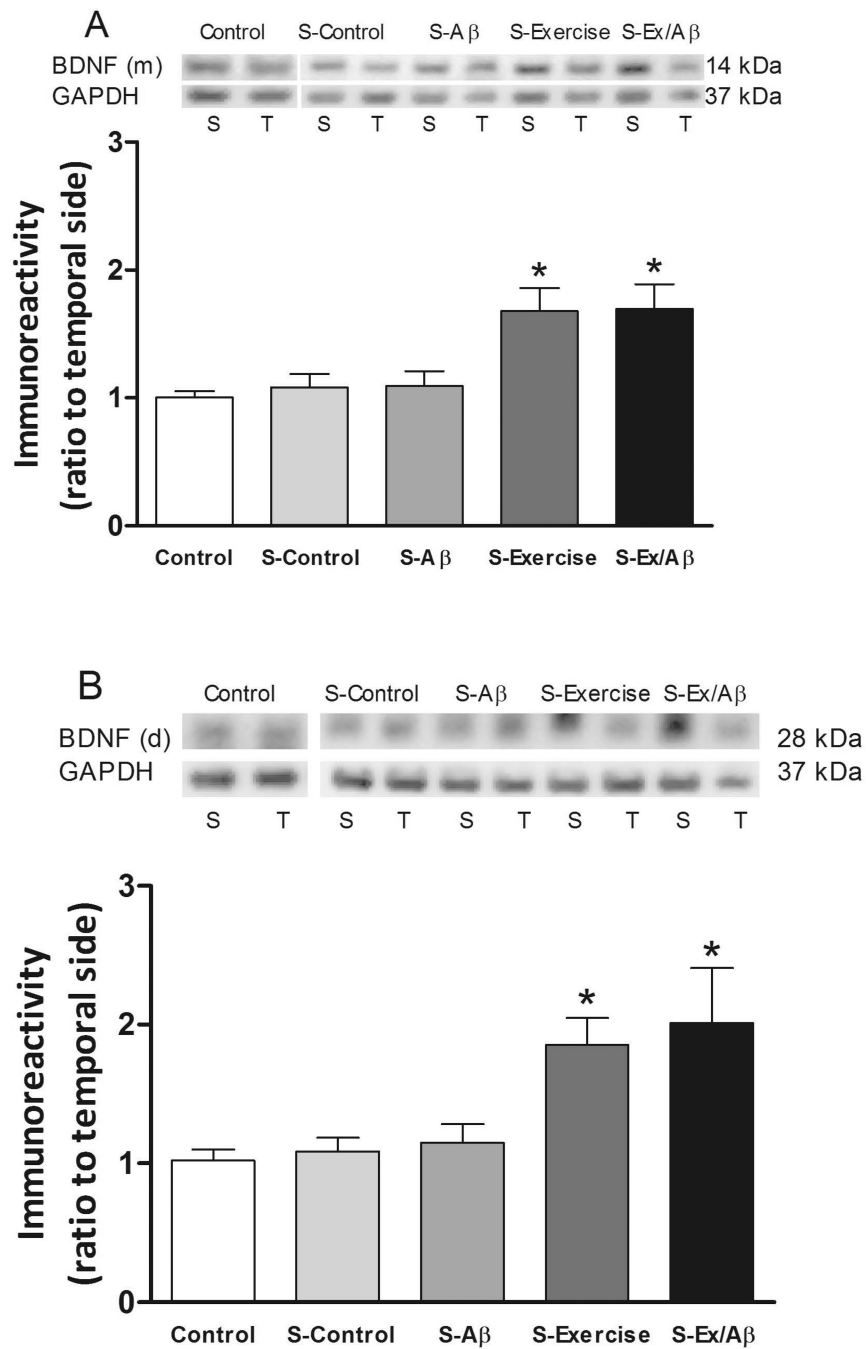 A
Control S-Control S-Aβ S-Exercise S-Ex/Aβ
BDNF (m) 14 kDa
GAPDH 37 kDa
S T S T S T S T S T
3
2
1
0
Immunoreactivity
(ratio to temporal side)
* *
Control S-Control S-Aβ S-Exercise S-Ex/Aβ
B
Control S-Control S-Aβ S-Exercise S-Ex/Aβ
BDNF (d) 28 kDa
GAPDH 37 kDa
S T S T S T S T S T
3
2
1
0
Immunoreactivity
(ratio to temporal side)
* *
Control S-Control S-Aβ S-Exercise S-Ex/Aβ